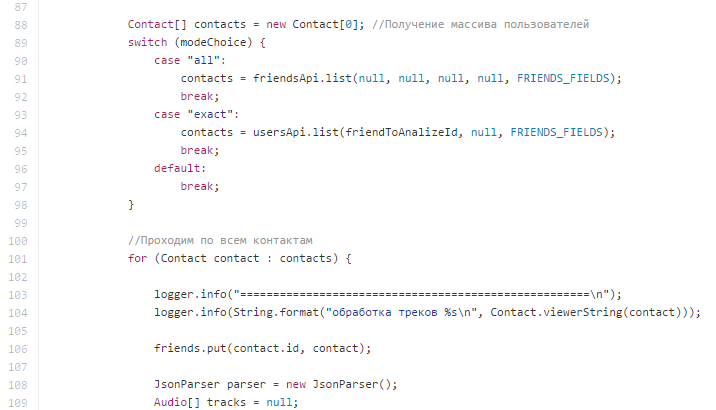 87
88 Contact[] contacts = new Contact[0]; //Получение массива пользователей
89 switch (modeChoice) {
90 case "all":
91 contacts = friendsApi.list(null, null, null, null, FRIENDS_FIELDS);
92 break;
93 case "exact":
94 contacts = usersApi.list(friendToAnalizeId, null, FRIENDS_FIELDS);
95 break;
96 default:
97 break;
98 }
99
100 //Проходим по всем контактам
101 for (Contact contact : contacts) {
102
103 logger.info("=====================================================\n");
104 logger.info(String.format("обработка треков %s\n", Contact.viewerString(contact)));
105
106 friends.put(contact.id, contact);
107
108 JsonParser parser = new JsonParser();
109 Audio[] tracks = null;